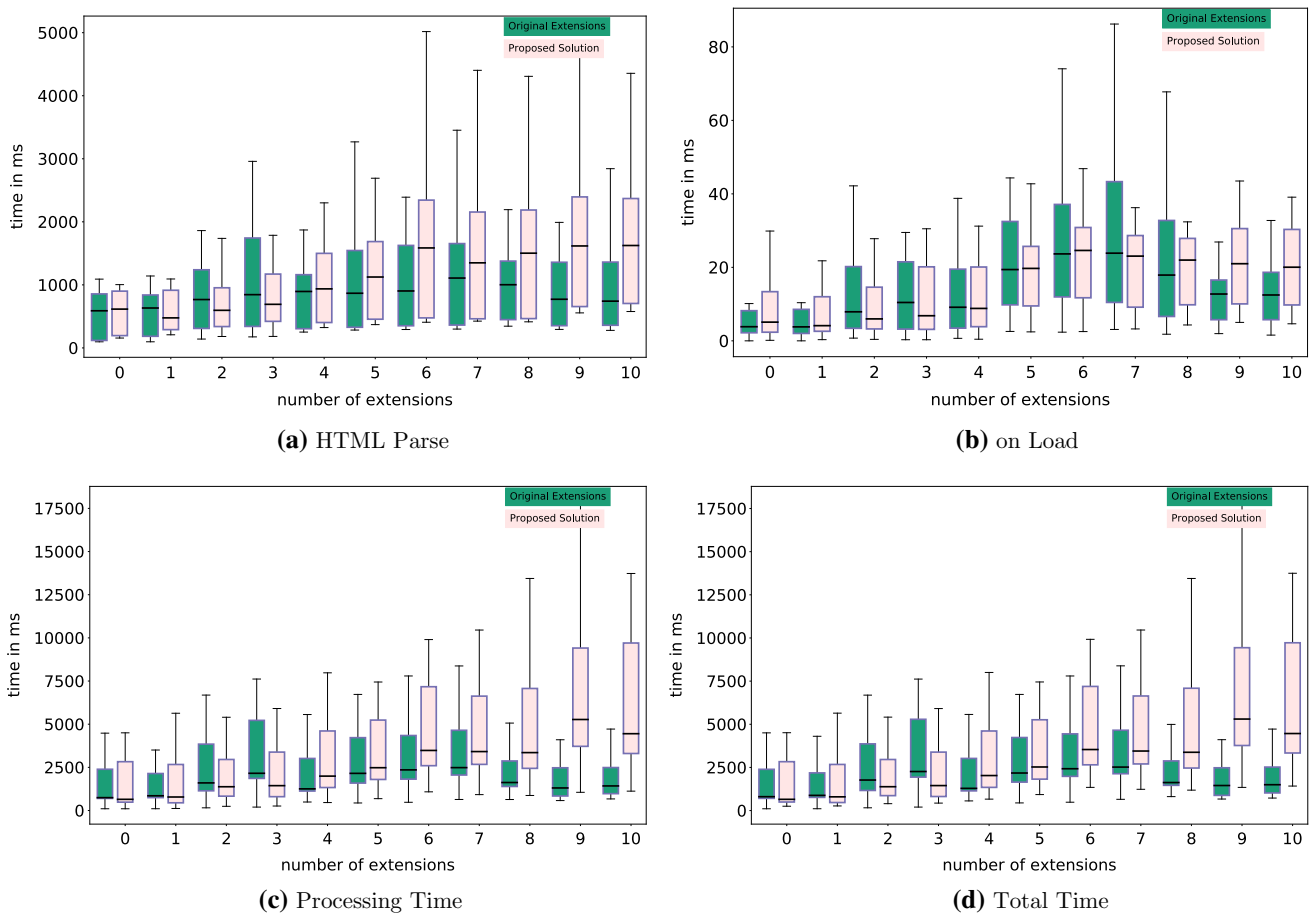 Original Extensions
Proposed Solution
5000
4000
3000
2000
1000
0
time in ms
0 1 2 3 4 5 6 7 8 9 10
number of extensions
(a) HTML Parse
Original Extensions
Proposed Solution
80
60
40
20
0
time in ms
0 1 2 3 4 5 6 7 8 9 10
number of extensions
(b) on Load
Original Extensions
Proposed Solution
17500
15000
12500
10000
7500
5000
2500
0
time in ms
0 1 2 3 4 5 6 7 8 9 10
number of extensions
(c) Processing Time
Original Extensions
Proposed Solution
17500
15000
12500
10000
7500
5000
2500
0
time in ms
0 1 2 3 4 5 6 7 8 9 10
number of extensions
(d) Total Time